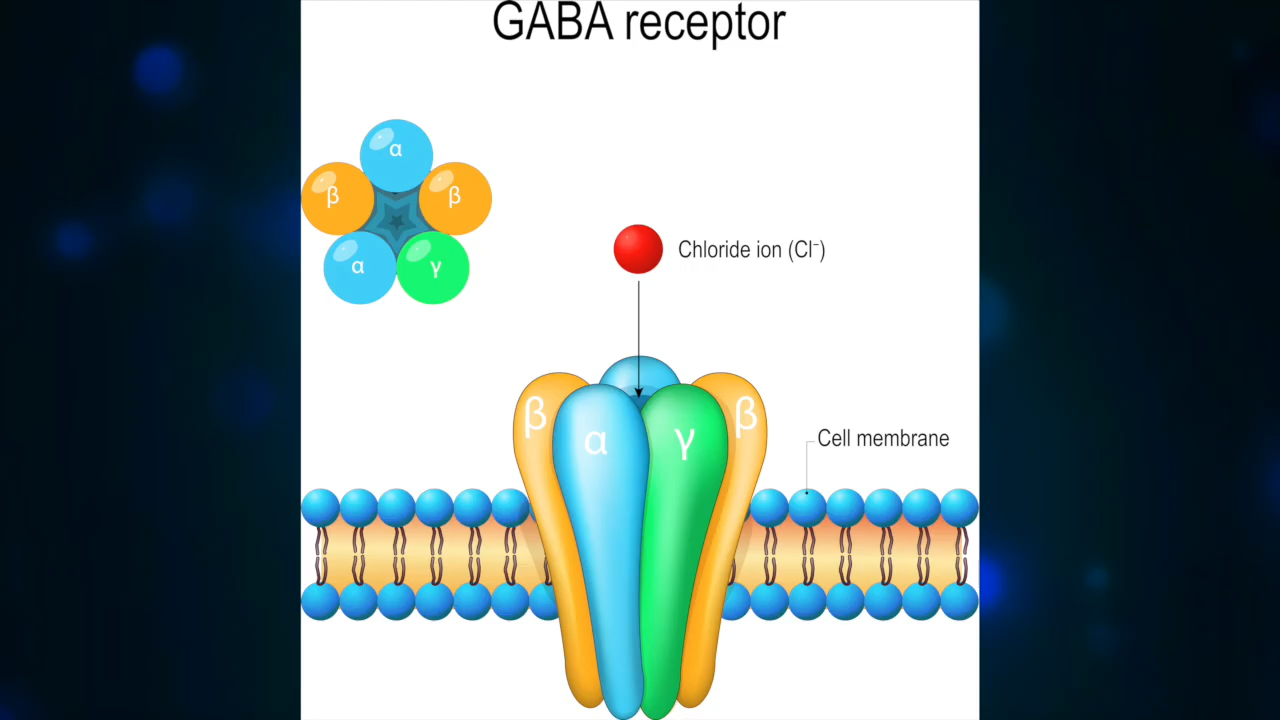 GABA receptor
α
β
β
α
γ
Chloride ion (Cl⁻)
β
α
γ
β
Cell membrane